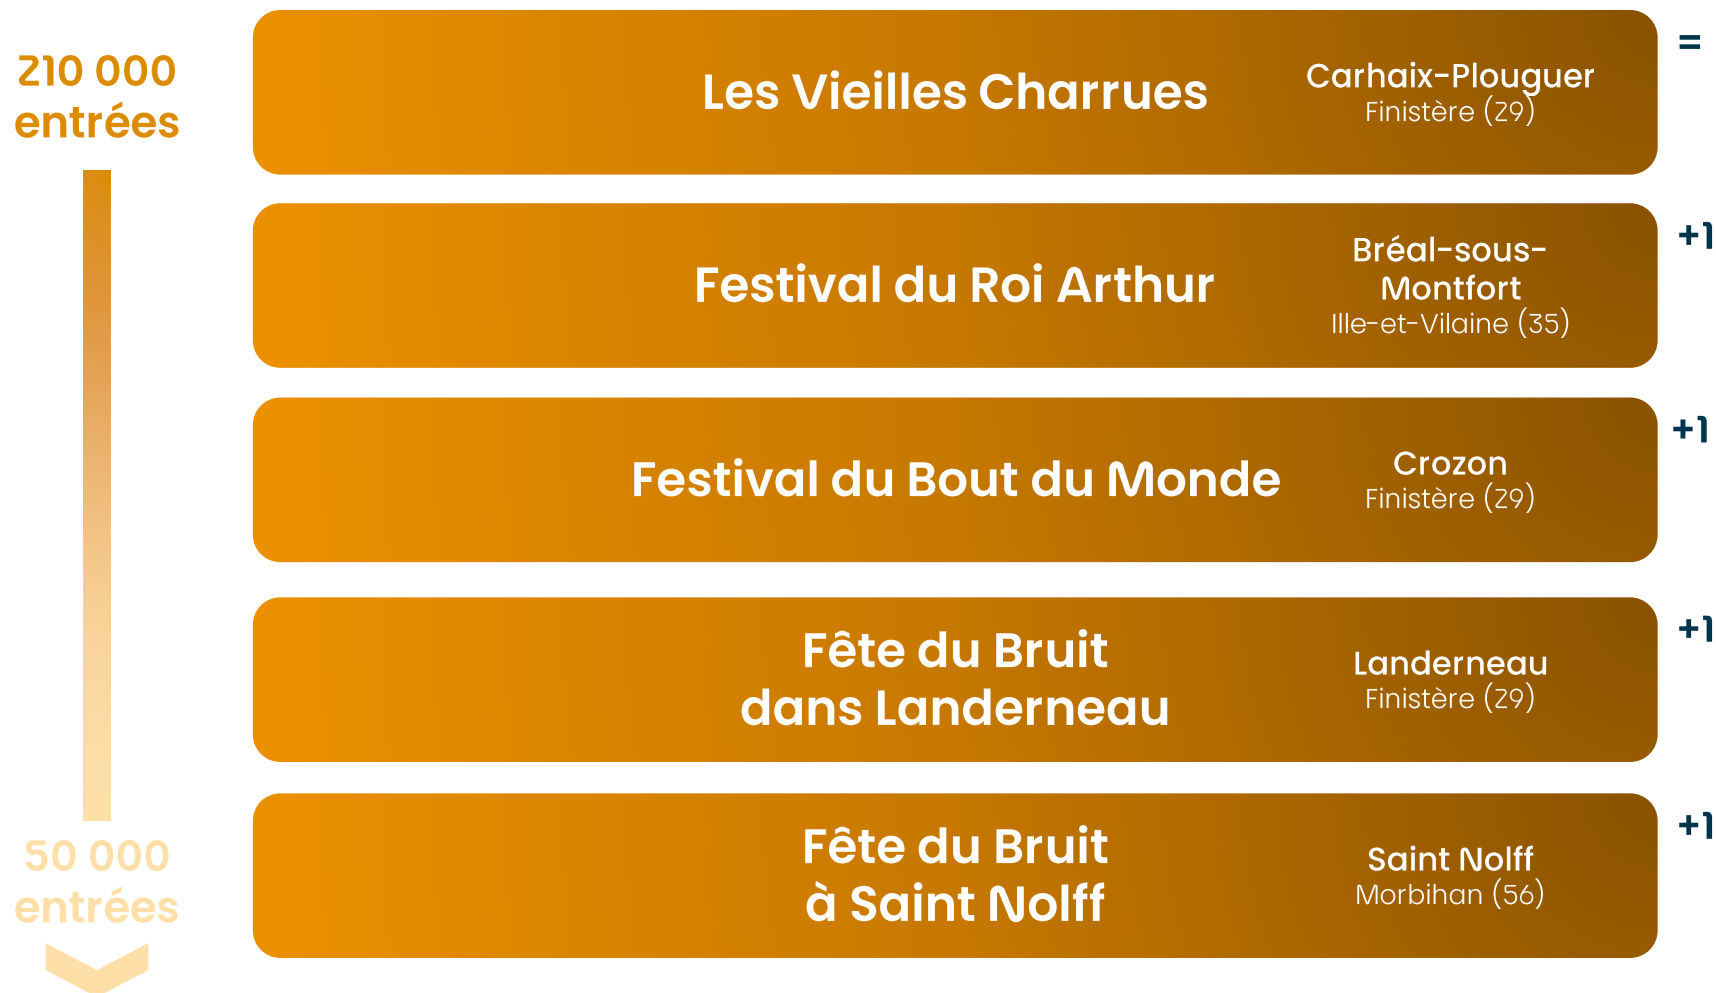 210 000
entrées
Les Vieilles Charrues
Carhaix-Plouguer
Finistère (29)
=
Festival du Roi Arthur
Bréal-sous-
Montfort
Ille-et-Vilaine (35)
+1
Festival du Bout du Monde
Crozon
Finistère (29)
+1
Fête du Bruit
dans Landerneau
Landerneau
Finistère (29)
+1
Fête du Bruit
à Saint Nolff
Saint Nolff
Morbihan (56)
+1
50 000
entrées